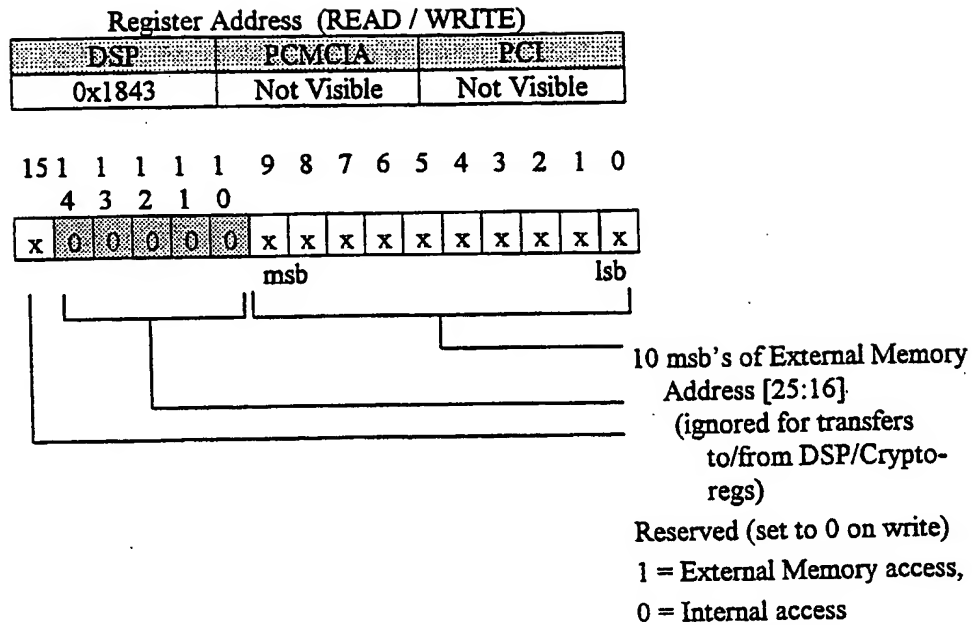 Register Address (READ / WRITE)
DSP PCMCIA PCI
0x1843 Not Visible Not Visible
15 1 1 1 1 1 9 8 7 6 5 4 3 2 1 0
4 3 2 1 0
x 0 0 0 0 0 x x x x x x x x x x
msb lsb
10 msb's of External Memory
Address [25:16]
(ignored for transfers
to/from DSP/Crypto-
regs)
Reserved (set to 0 on write)
1 = External Memory access,
0 = Internal access